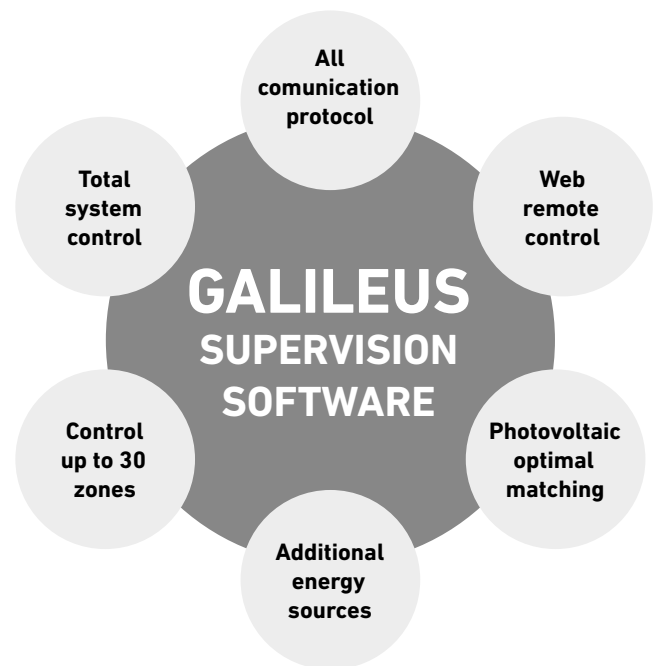 All
comunication
protocol
Total
system
control
Web
remote
control
GALILEUS
SUPERVISION
SOFTWARE
Control
up to 30
zones
Photovoltaic
optimal
matching
Additional
energy
sources